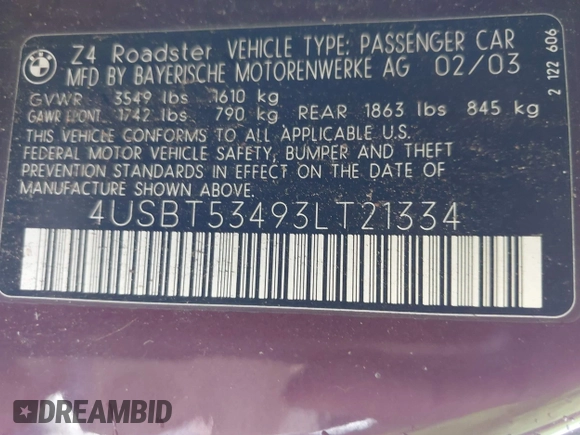 Z4 Roadster VEHICLE TYPE: PASSENGER CAR
MFD BY BAYERISCHE MOTORENWERKE AG 02/03
GVWR 3549 lbs 1610 kg
GAWR FRONT 1742 lbs 790 kg REAR 1863 lbs 845 kg
THIS VEHICLE CONFORMS TO ALL APPLICABLE U.S.
FEDERAL MOTOR VEHICLE SAFETY, BUMPER AND THEFT
PREVENTION STANDARDS IN EFFECT ON THE DATE OF
MANUFACTURE SHOWN ABOVE.
4USBT53493LT21334
2 122 606
DREAMBID